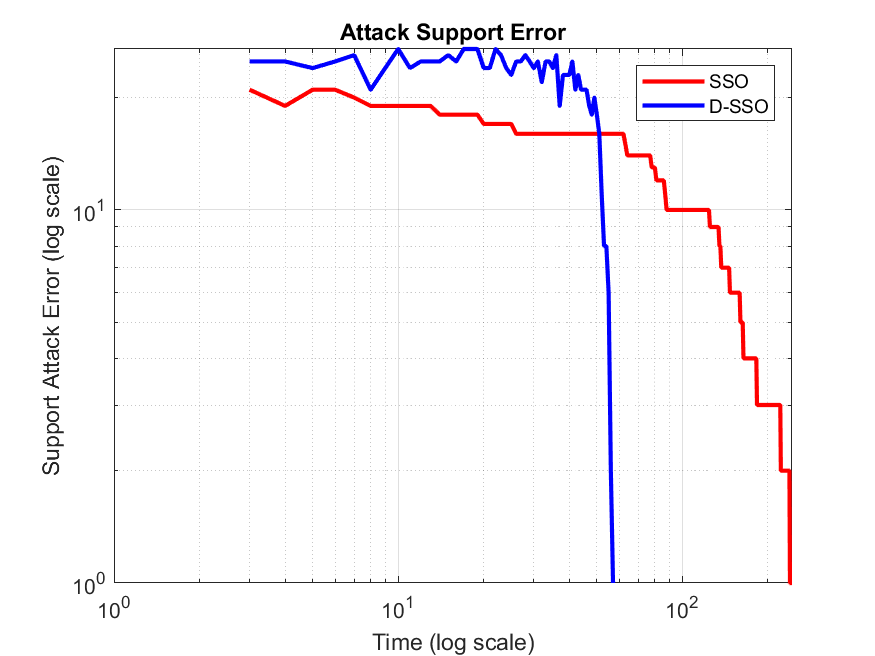 Attack Support Error
SSO
D-SSO
Support Attack Error (log scale)
10^1
10^0
10^0
10^1
10^2
Time (log scale)